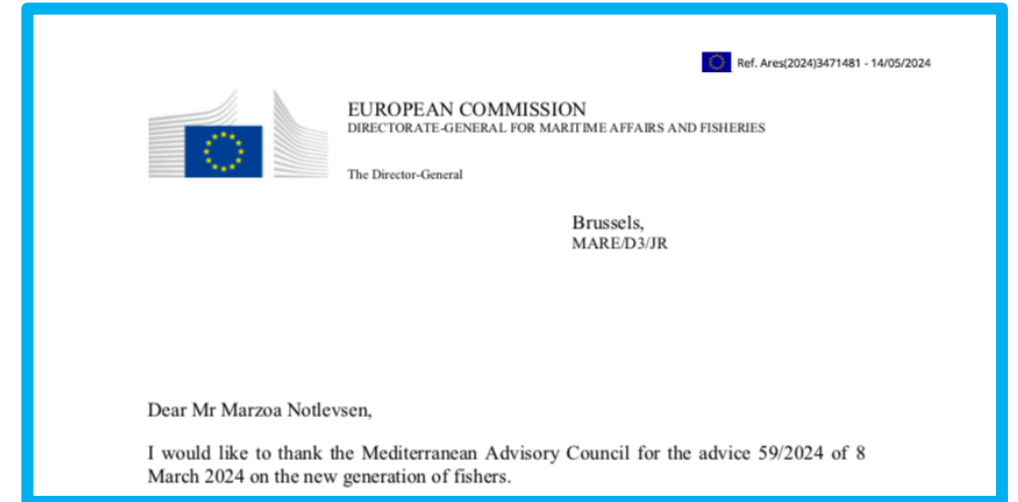 Ref. Ares(2024)3471481 - 14/05/2024
EUROPEAN COMMISSION
DIRECTORATE-GENERAL FOR MARITIME AFFAIRS AND FISHERIES
The Director-General
Brussels,
MARE/D3/JR
Dear Mr Marzoa Notlevsen,
I would like to thank the Mediterranean Advisory Council for the advice 59/2024 of 8
March 2024 on the new generation of fishers.